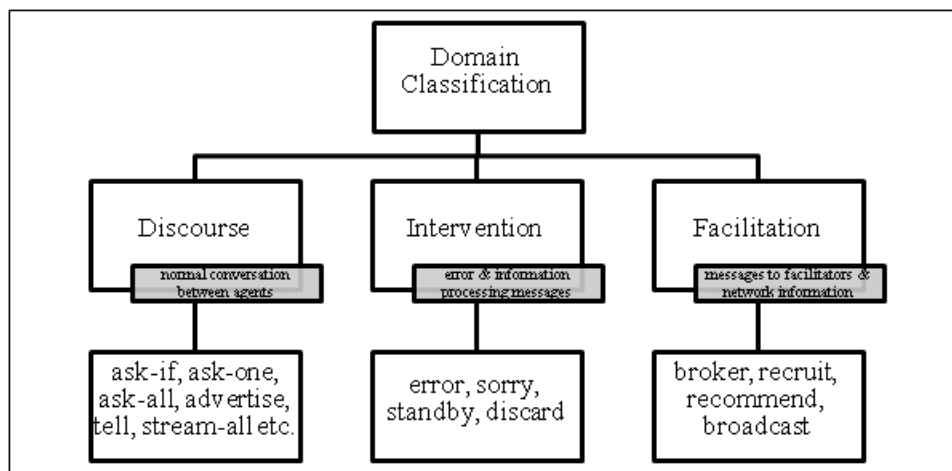 Domain
Classification
Discourse
normal conversation
between agents
Intervention
error & information
processing messages
Facilitation
messages to facilitators &
network information
ask-if, ask-one,
ask-all, advertise,
tell, stream-all etc.
error, sorry,
standby, discard
broker, recruit,
recommend,
broadcast